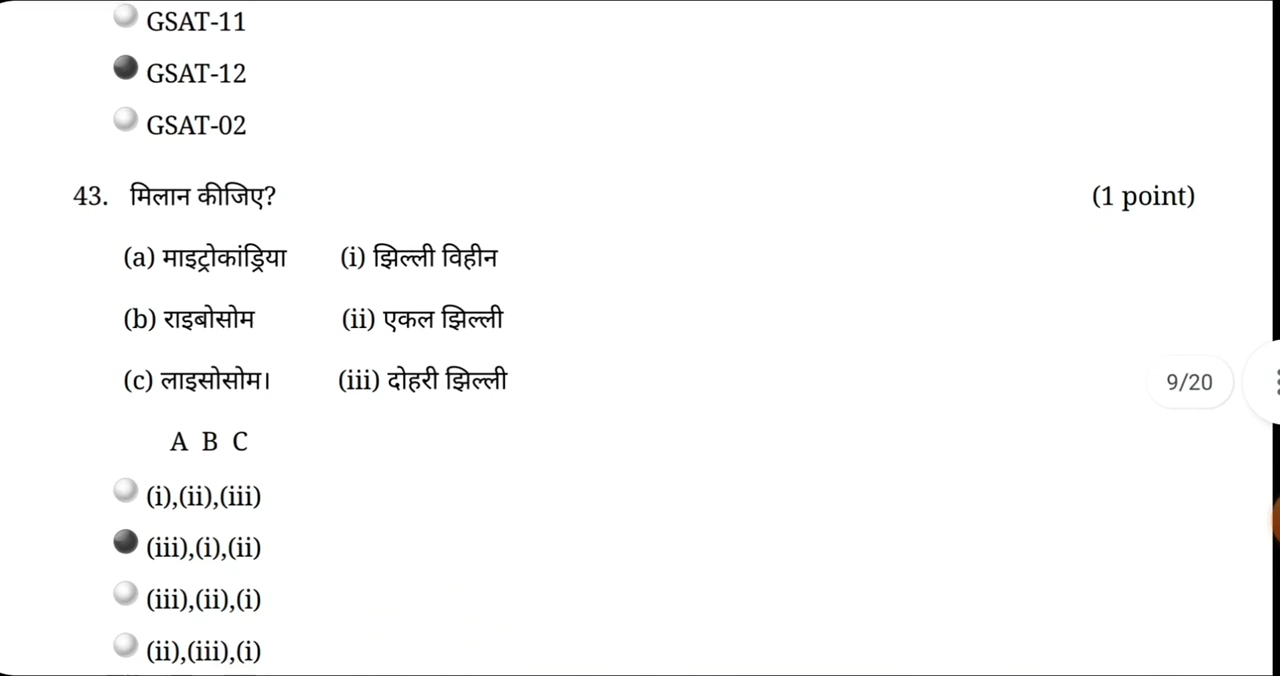 GSAT-11
GSAT-12
GSAT-02
43. मिलान कीजिए? (1 point)
(a) माइट्रोकांड्रिया (i) झिल्ली विहीन
(b) राइबोसोम (ii) एकल झिल्ली
(c) लाइसोसोम। (iii) दोहरी झिल्ली
9/20
A B C
(i),(ii),(iii)
(iii),(i),(ii)
(iii),(ii),(i)
(ii),(iii),(i)